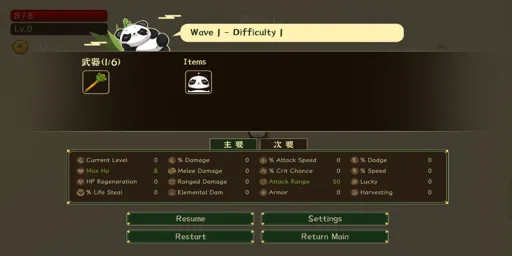 8 / 8
Lv.0
Wave 1 - Difficulty 1
武器(1/6)
Items
主要
次要
Current Level 0
% Damage 0
% Attack Speed 0
% Dodge 0
Max Hp 8
Melee Damage 0
% Crit Chance 0
% Speed 0
HP Regeneration 0
Ranged Damage 0
Attack Range 50
Lucky 0
% Life Steal 0
Elemental Dam 0
Armor 0
Harvesting 0
Resume
Settings
Restart
Return Main